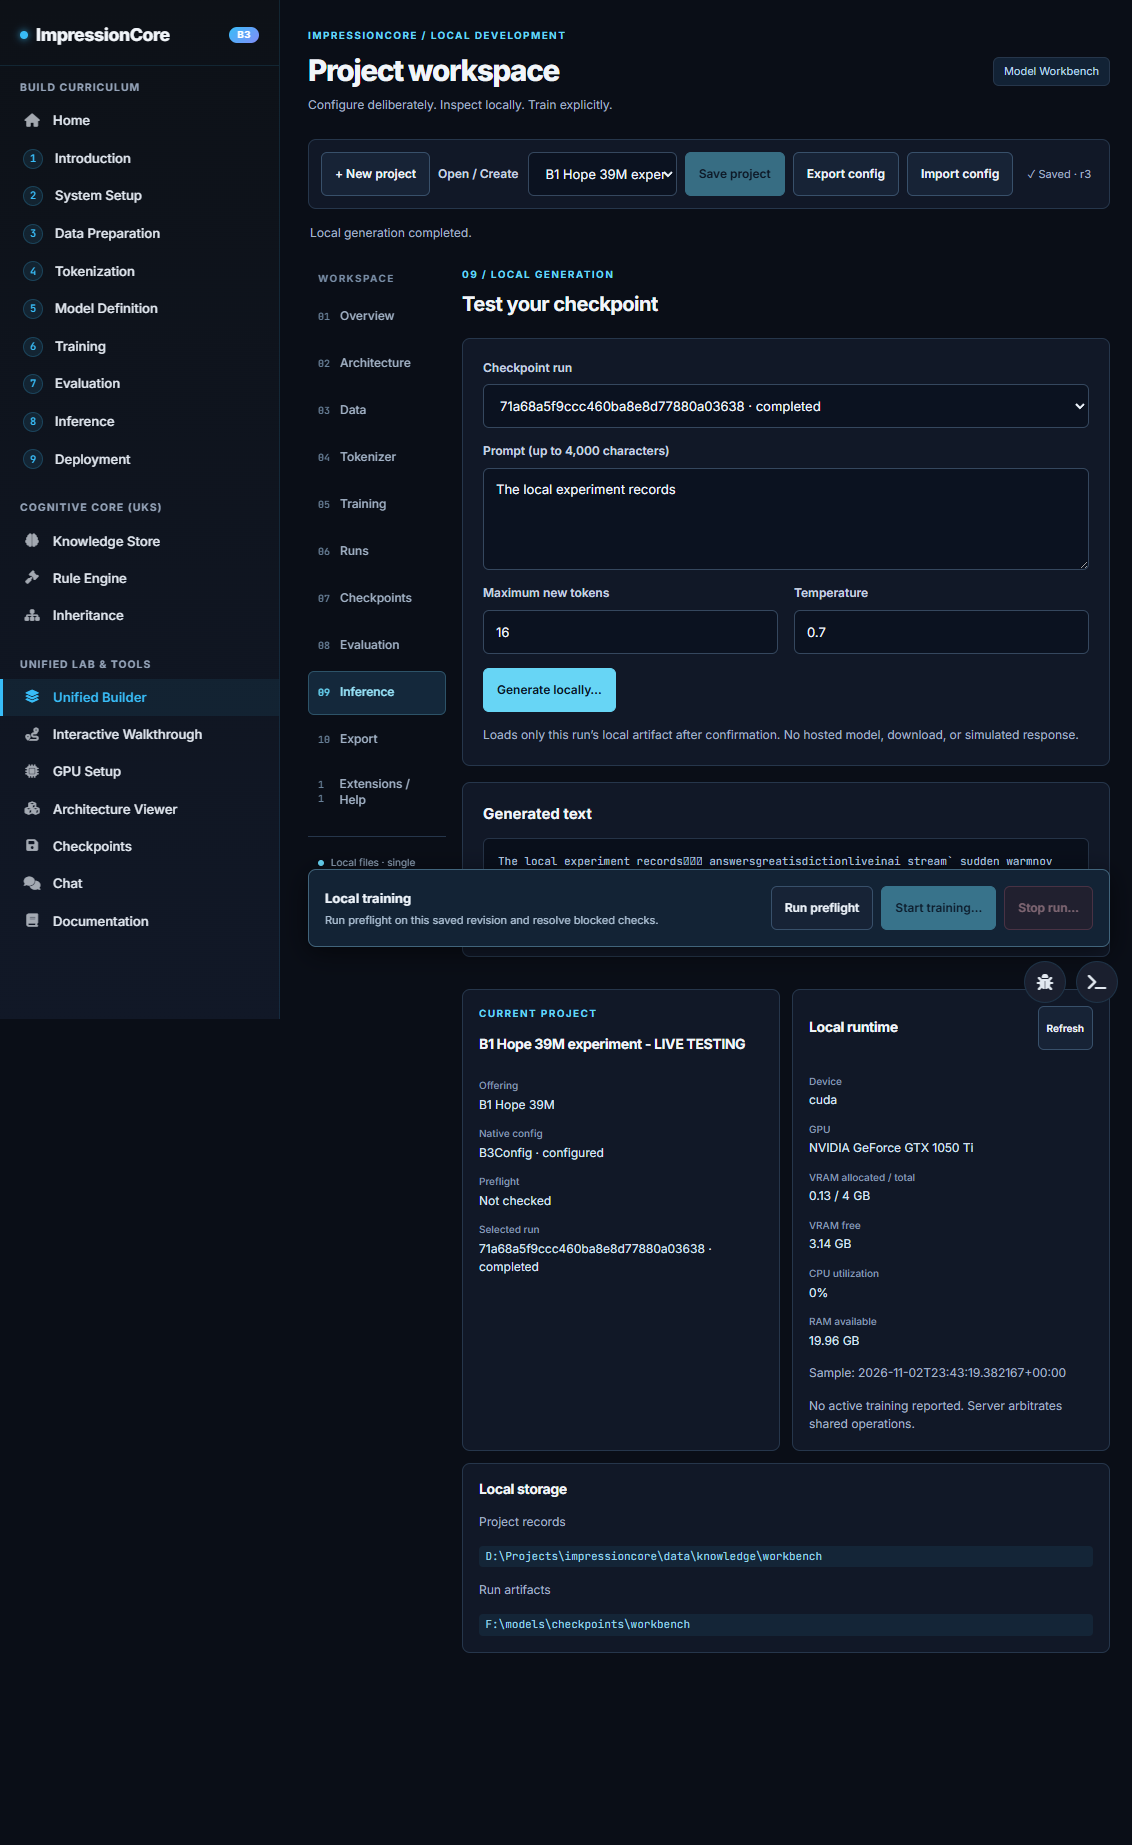 ImpressionCore
B3
BUILD CURRICULUM
Home
1 Introduction
2 System Setup
3 Data Preparation
4 Tokenization
5 Model Definition
6 Training
7 Evaluation
8 Inference
9 Deployment
COGNITIVE CORE (UKS)
Knowledge Store
Rule Engine
Inheritance
UNIFIED LAB & TOOLS
Unified Builder
Interactive Walkthrough
GPU Setup
Architecture Viewer
Checkpoints
Chat
Documentation
IMPRESSIONCORE / LOCAL DEVELOPMENT
Project workspace
Configure deliberately. Inspect locally. Train explicitly.
Model Workbench
+ New project
Open / Create
B1 Hope 39M exper
Save project
Export config
Import config
✓ Saved · r3
Local generation completed.
WORKSPACE
01 Overview
02 Architecture
03 Data
04 Tokenizer
05 Training
06 Runs
07 Checkpoints
08 Evaluation
09 Inference
10 Export
11 Extensions /
Help
Local files · single
09 / LOCAL GENERATION
Test your checkpoint
Checkpoint run
71a68a5f9ccc460ba8e8d77880a03638 · completed
Prompt (up to 4,000 characters)
The local experiment records
Maximum new tokens
16
Temperature
0.7
Generate locally...
Loads only this run's local artifact after confirmation. No hosted model, download, or simulated response.
Generated text
The local experiment records answersgreatisdictionliveinai stream` sudden warmnov
Local training
Run preflight on this saved revision and resolve blocked checks.
Run preflight
Start training...
Stop run...
CURRENT PROJECT
B1 Hope 39M experiment - LIVE TESTING
Offering
B1 Hope 39M
Native config
B3Config · configured
Preflight
Not checked
Selected run
71a68a5f9ccc460ba8e8d77880a03638 ·
completed
Local runtime
Refresh
Device
cuda
GPU
NVIDIA GeForce GTX 1050 Ti
VRAM allocated / total
0.13 / 4 GB
VRAM free
3.14 GB
CPU utilization
0%
RAM available
19.96 GB
Sample: 2026-11-02T23:43:19.382167+00:00
No active training reported. Server arbitrates
shared operations.
Local storage
Project records
D:\Projects\impressioncore\data\knowledge\workbench
Run artifacts
F:\models\checkpoints\workbench